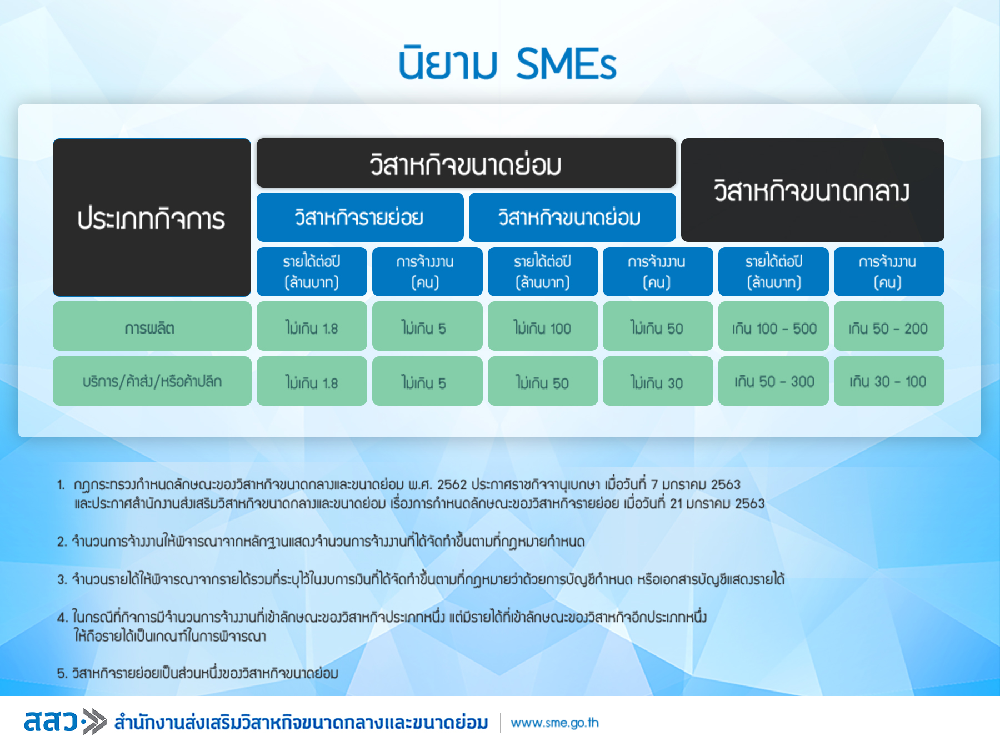 นิยาม SMEs
ประเภทกิจการ
วิสาหกิจขนาดย่อม
วิสาหกิจขนาดกลาง
วิสาหกิจรายย่อย
วิสาหกิจขนาดย่อม
รายได้ต่อปี
(ล้านบาท)
การจ้างงาน
(คน)
รายได้ต่อปี
(ล้านบาท)
การจ้างงาน
(คน)
รายได้ต่อปี
(ล้านบาท)
การจ้างงาน
(คน)
การผลิต
ไม่เกิน 1.8
ไม่เกิน 5
ไม่เกิน 100
ไม่เกิน 50
เกิน 100 - 500
เกิน 50 - 200
บริการ/ค้าส่ง/หรือค้าปลีก
ไม่เกิน 1.8
ไม่เกิน 5
ไม่เกิน 50
ไม่เกิน 30
เกิน 50 - 300
เกิน 30 - 100
1. กฎกระทรวงกำหนดลักษณะของวิสาหกิจขนาดกลางและขนาดย่อม พ.ศ. 2562 ประกาศราชกิจจานุเบกษา เมื่อวันที่ 7 มกราคม 2563
และประกาศสำนักงานส่งเสริมวิสาหกิจขนาดกลางและขนาดย่อม เรื่องการกำหนดลักษณะของวิสาหกิจรายย่อย เมื่อวันที่ 21 มกราคม 2563
2. จำนวนการจ้างงานให้พิจารณาจากหลักฐานแสดงจำนวนการจ้างงานที่ได้จัดทำขึ้นตามที่กฎหมายกำหนด
3. จำนวนรายได้ให้พิจารณาจากรายได้รวมที่ระบุไว้ในงบการเงินที่ได้จัดทำขึ้นตามที่กฎหมายว่าด้วยการบัญชีกำหนด หรือเอกสารบัญชีแสดงรายได้
4. ในกรณีที่กิจการมีจำนวนการจ้างงานที่เข้าลักษณะของวิสาหกิจประเภทหนึ่ง แต่มีรายได้ที่เข้าลักษณะของวิสาหกิจอีกประเภทหนึ่ง
ให้ถือรายได้เป็นเกณฑ์ในการพิจารณา
5. วิสาหกิจรายย่อยเป็นส่วนหนึ่งของวิสาหกิจขนาดย่อม
สสว. สำนักงานส่งเสริมวิสาหกิจขนาดกลางและขนาดย่อม www.sme.go.th